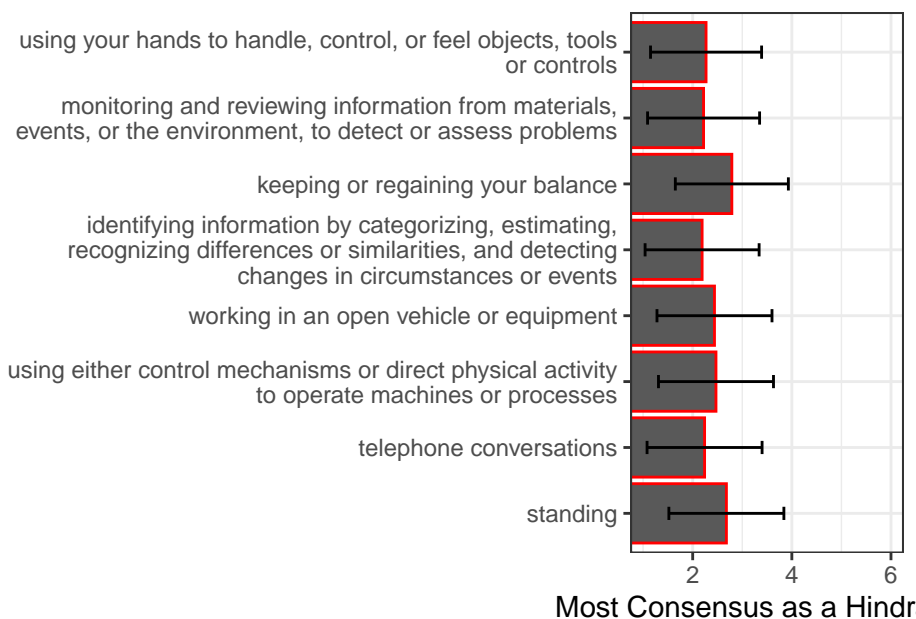 using your hands to handle, control, or feel objects, tools
or controls
monitoring and reviewing information from materials,
events, or the environment, to detect or assess problems
keeping or regaining your balance
identifying information by categorizing, estimating,
recognizing differences or similarities, and detecting
changes in circumstances or events
working in an open vehicle or equipment
using either control mechanisms or direct physical activity
to operate machines or processes
telephone conversations
standing
2 4 6
Most Consensus as a Hindr